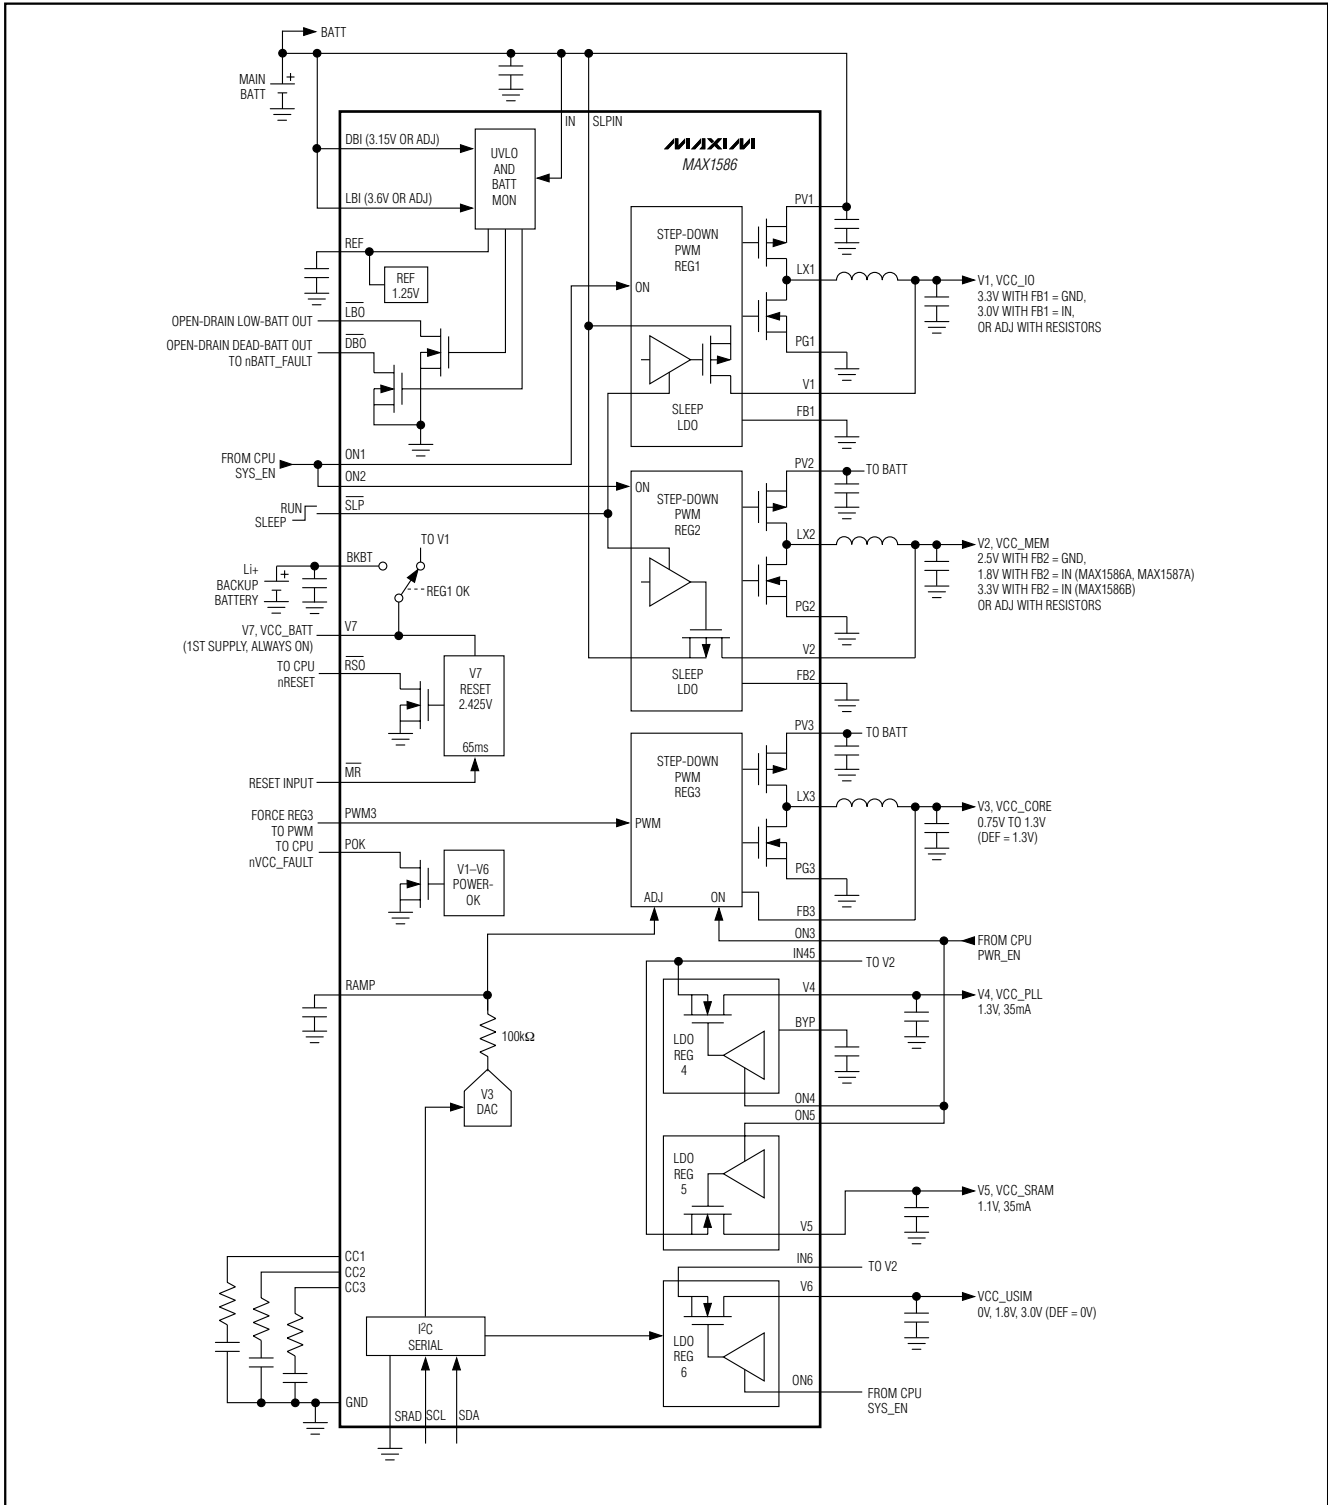 BATT
MAIN
BATT
IN
SLPIN
MAXIM
MAX1586
DBI (3.15V OR ADJ)
LBI (3.6V OR ADJ)
UVLO
AND
BATT
MON
REF
REF
1.25V
LBO
OPEN-DRAIN LOW-BATT OUT
DBO
OPEN-DRAIN DEAD-BATT OUT
TO nBATT_FAULT
STEP-DOWN
PWM
REG1
ON
SLEEP
LDO
PV1
LX1
PG1
V1
FB1
V1, VCC_IO
3.3V WITH FB1 = GND,
3.0V WITH FB1 = IN,
OR ADJ WITH RESISTORS
FROM CPU
SYS_EN
ON1
ON2
RUN
SLEEP
SLP
STEP-DOWN
PWM
REG2
ON
SLEEP
LDO
PV2
TO BATT
LX2
PG2
V2
FB2
V2, VCC_MEM
2.5V WITH FB2 = GND,
1.8V WITH FB2 = IN (MAX1586A, MAX1587A)
3.3V WITH FB2 = IN (MAX1586B)
OR ADJ WITH RESISTORS
Li+
BACKUP
BATTERY
BKBT
TO V1
REG1 OK
V7, VCC_BATT
(1ST SUPPLY, ALWAYS ON)
V7
TO CPU
nRESET
RSO
V7
RESET
2.425V
65ms
RESET INPUT
MR
FORCE REG3
TO PWM
PWM3
TO CPU
nVCC_FAULT
POK
V1–V6
POWER-
OK
STEP-DOWN
PWM
REG3
PWM
ADJ
ON
PV3
TO BATT
LX3
PG3
FB3
V3, VCC_CORE
0.75V TO 1.3V
(DEF = 1.3V)
ON3
FROM CPU
PWR_EN
IN45
TO V2
RAMP
100kΩ
V3
DAC
LDO
REG
4
V4
BYP
ON4
V4, VCC_PLL
1.3V, 35mA
ON5
LDO
REG
5
V5
V5, VCC_SRAM
1.1V, 35mA
IN6
TO V2
V6
VCC_USIM
0V, 1.8V, 3.0V (DEF = 0V)
LDO
REG
6
ON6
FROM CPU
SYS_EN
CC1
CC2
CC3
I2C
SERIAL
GND
SRAD
SCL
SDA